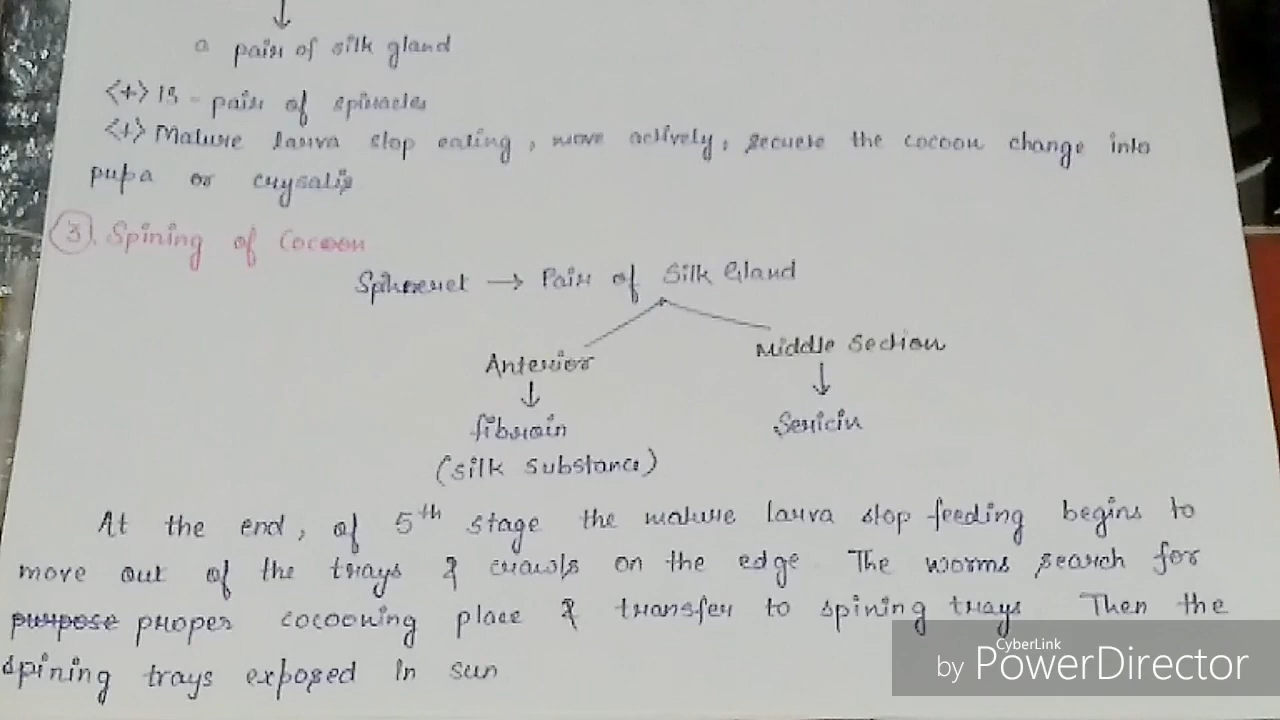 a pair of silk gland
<+> 13 - pair of spiracles
<+> Mature larva stop eating, move actively, secuete the cocoon change into
pupa or crysalis
3. Spining of Cocoon
Spinneret → Pair of Silk Gland
Anterior Middle Section
fibroin Sericin
(Silk Substance)
At the end, of 5th stage the mature larva stop feeding begins to
move out of the trays & crawls on the edge The worms search for
purpose proper cocooning place & transfer to spining trays Then the
spining trays exposed in sun
CyberLink
by PowerDirector